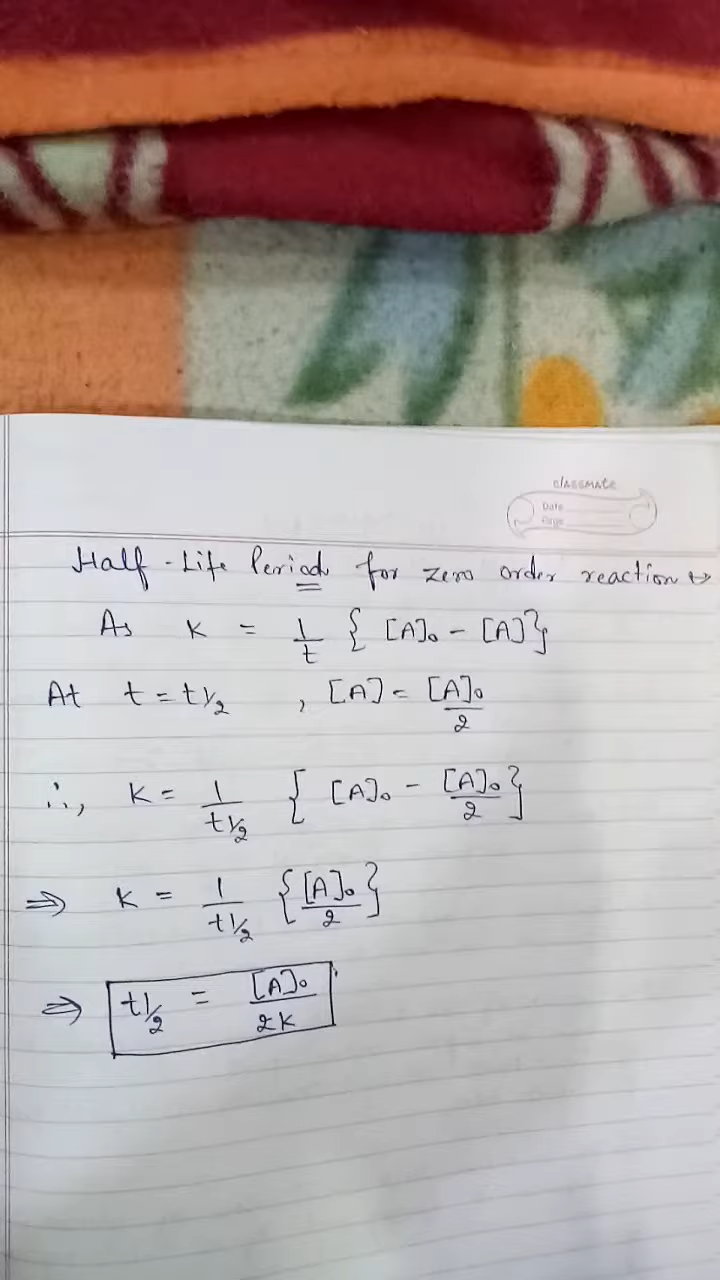 classmate
Date
Page
Half-Life Period for zero order reaction ↦
As K = 1/t { [A]₀ - [A] }
At t = t1/2 , [A] = [A]₀/2
∴, K = 1/t1/2 { [A]₀ - [A]₀/2 }
⇒ K = 1/t1/2 { [A]₀/2 }
⇒ t1/2 = [A]₀/2K